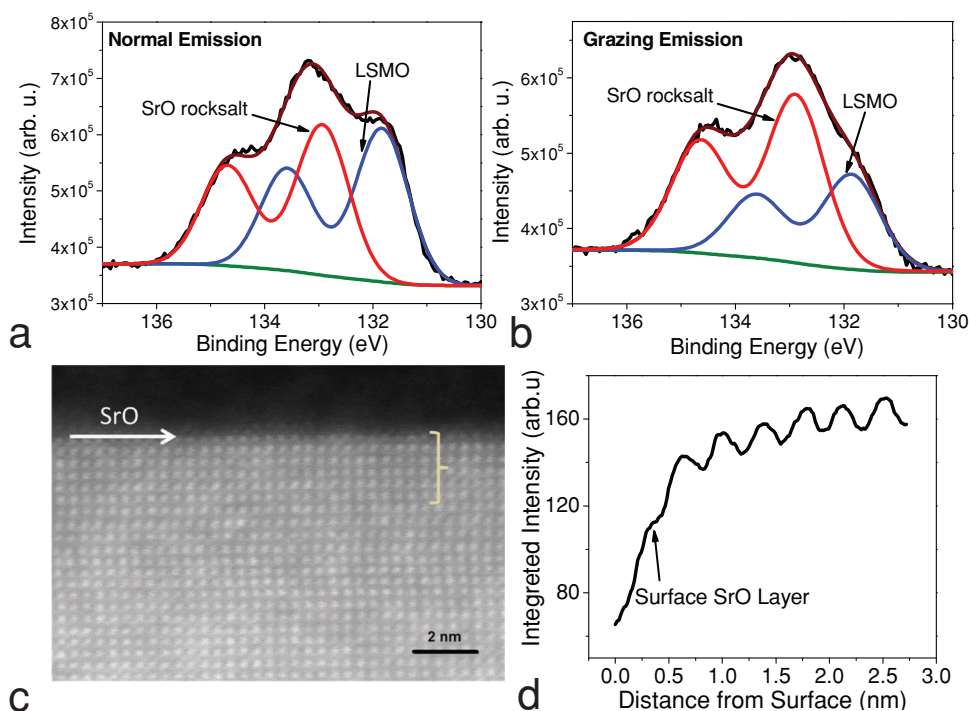 Normal Emission
LSMO
SrO rocksalt
Intensity (arb. u.)
8x10⁵
7x10⁵
6x10⁵
5x10⁵
4x10⁵
3x10⁵
136 134 132 130
Binding Energy (eV)
a
Grazing Emission
SrO rocksalt
LSMO
Intensity (arb. u.)
6x10⁵
5x10⁵
4x10⁵
3x10⁵
136 134 132 130
Binding Energy (eV)
b
SrO
2 nm
c
Integreted Intensity (arb.u)
160
120
80
Surface SrO Layer
0.0 0.5 1.0 1.5 2.0 2.5 3.0
Distance from Surface (nm)
d